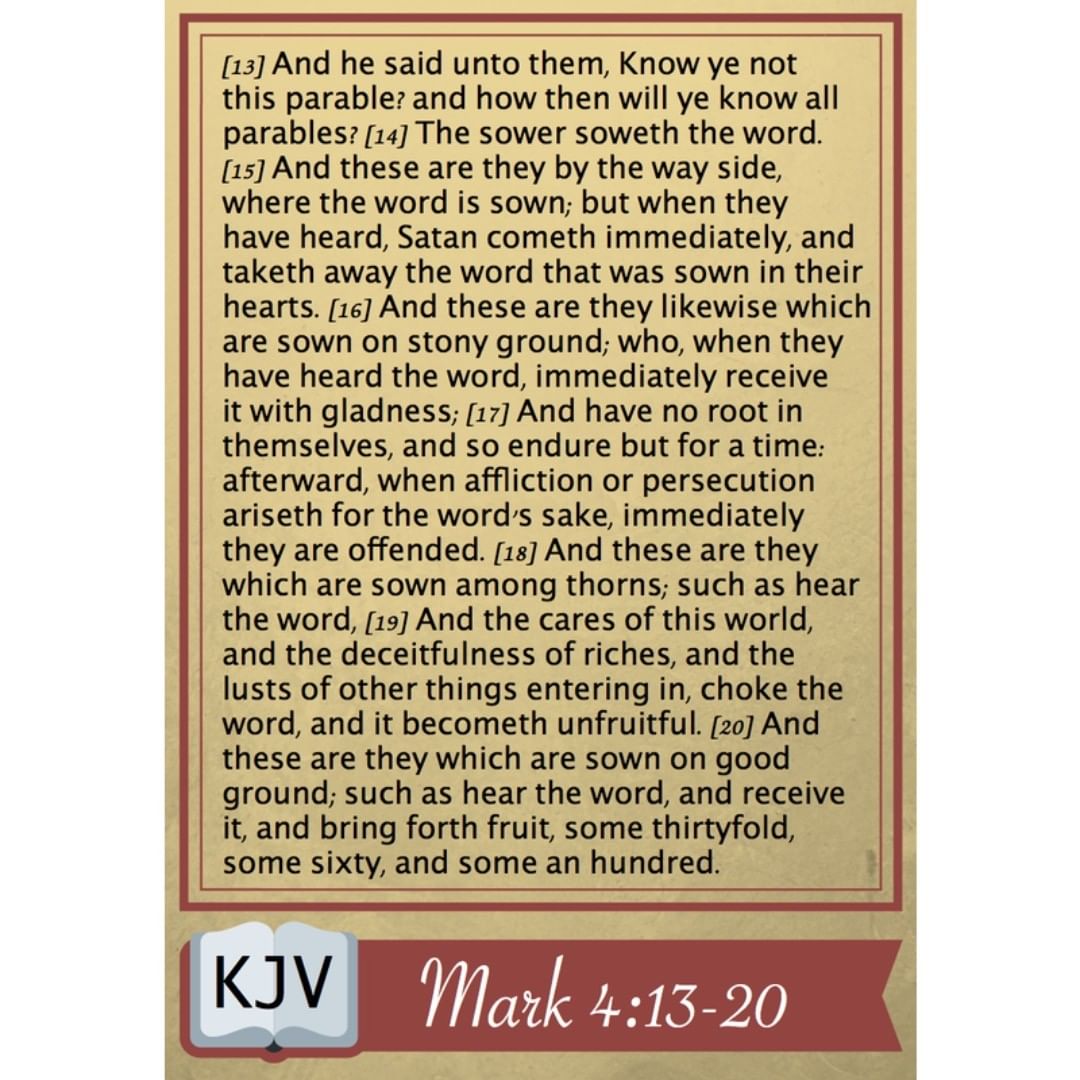 [13] And he said unto them, Know ye not
this parable? and how then will ye know all
parables? [14] The sower soweth the word.
[15] And these are they by the way side,
where the word is sown; but when they
have heard, Satan cometh immediately, and
taketh away the word that was sown in their
hearts. [16] And these are they likewise which
are sown on stony ground; who, when they
have heard the word, immediately receive
it with gladness; [17] And have no root in
themselves, and so endure but for a time:
afterward, when affliction or persecution
ariseth for the word's sake, immediately
they are offended. [18] And these are they
which are sown among thorns; such as hear
the word, [19] And the cares of this world,
and the deceitfulness of riches, and the
lusts of other things entering in, choke the
word, and it becometh unfruitful. [20] And
these are they which are sown on good
ground; such as hear the word, and receive
it, and bring forth fruit, some thirtyfold,
some sixty, and some an hundred.
KJV
Mark 4:13-20